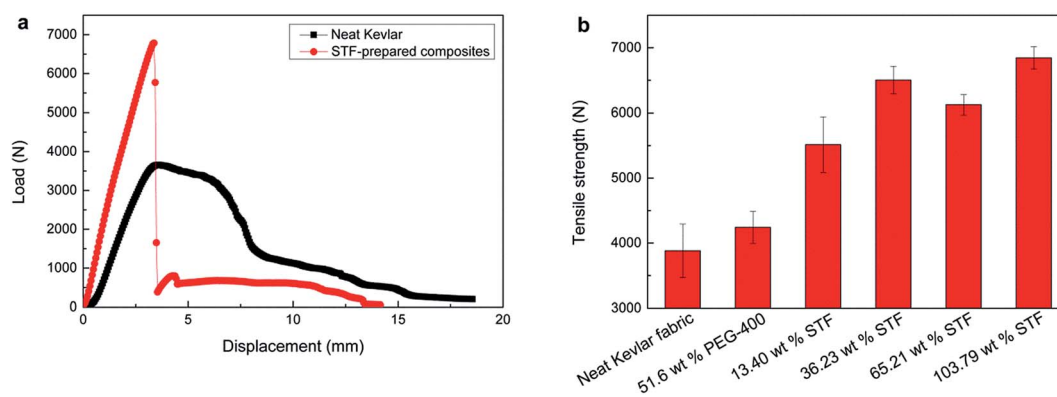 a
Neat Kevlar
STF-prepared composites
7000
6000
5000
4000
3000
2000
1000
0
Load (N)
0
5
10
15
20
Displacement (mm)
b
7000
6000
5000
4000
3000
Tensile strength (N)
Neat Kevlar fabric
51.6 wt % PEG-400
13.40 wt % STF
36.23 wt % STF
65.21 wt % STF
103.79 wt % STF